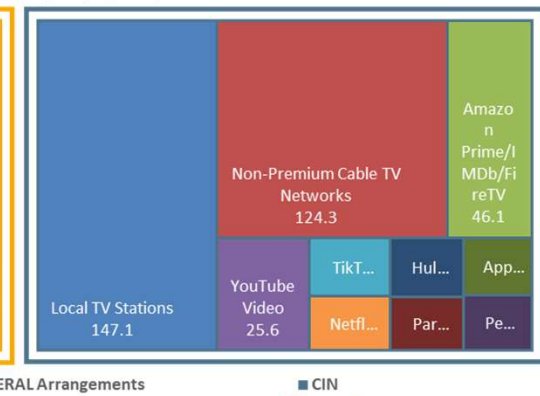 Amazo
n
Prime/I
MDb/Fi
reTV
46.1
Non-Premium Cable TV
Networks
124.3
YouTube
Video
25.6
TikT...
Hul...
App...
Local TV Stations
147.1
Netfl...
Par...
Pe...
ERAL Arrangements
CIN